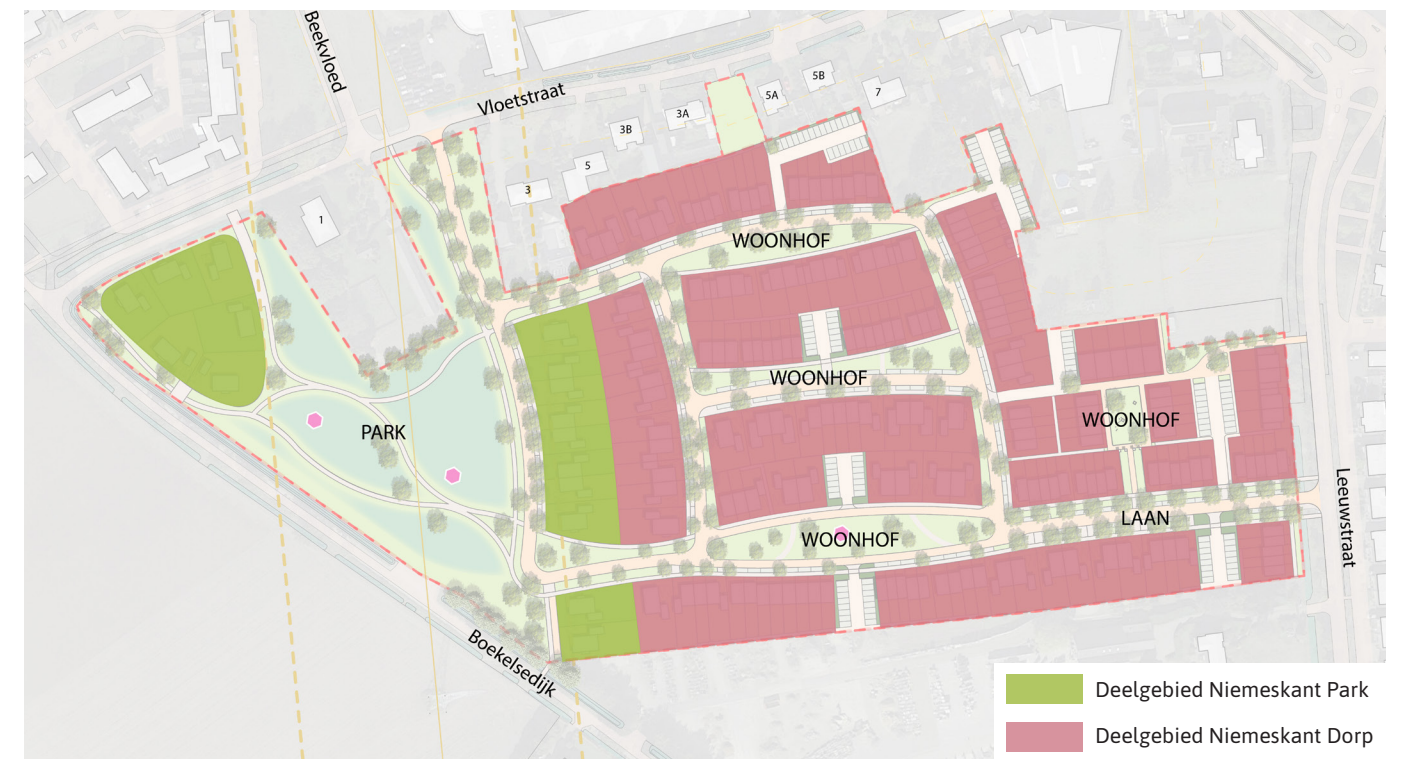 Beekvloed
Vloetstraat
5B
5A
7
3A
3B
5
3
1
WOONHOF
WOONHOF
WOONHOF
PARK
LAAN
WOONHOF
Leeuwstraat
Boekelsedijk
Deelgebied Niemeskant Park
Deelgebied Niemeskant Dorp